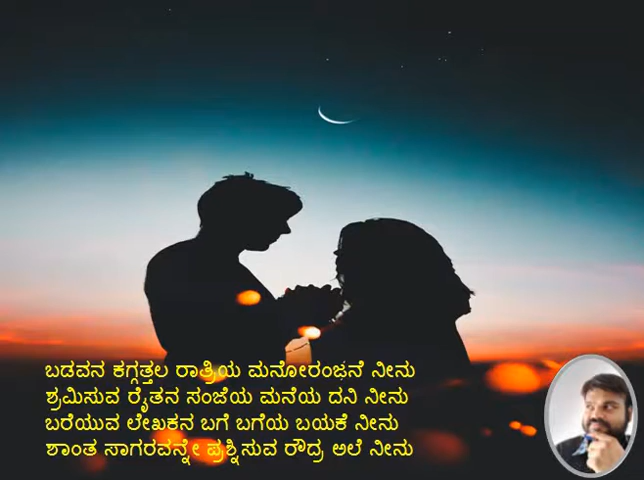 ಬಡವನ ಕಗ್ಗತ್ತಲ ರಾತ್ರಿಯ ಮನೋರಂಜನೆ ನೀನು
ಶ್ರಮಿಸುವ ರೈತನ ಸಂಜೆಯ ಮನೆಯ ದನಿ ನೀನು
ಬರೆಯುವ ಲೇಖಕನ ಬಗೆ ಬಗೆಯ ಬಯಕೆ ನೀನು
ಶಾಂತ ಸಾಗರವನ್ನೇ ಪ್ರಶ್ನಿಸುವ ರೌದ್ರ ಅಲೆ ನೀನು